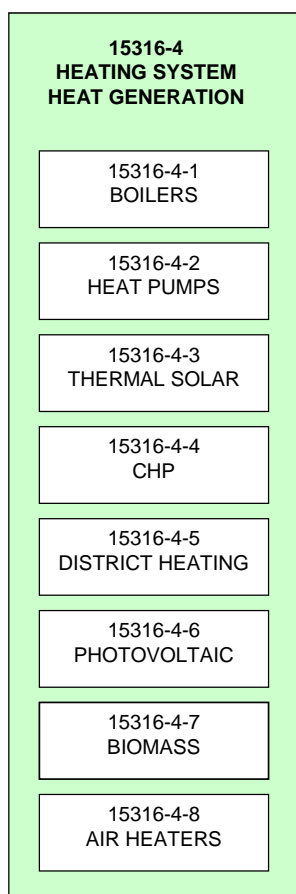 15316-4
HEATING SYSTEM
HEAT GENERATION
15316-4-1
BOILERS
15316-4-2
HEAT PUMPS
15316-4-3
THERMAL SOLAR
15316-4-4
CHP
15316-4-5
DISTRICT HEATING
15316-4-6
PHOTOVOLTAIC
15316-4-7
BIOMASS
15316-4-8
AIR HEATERS